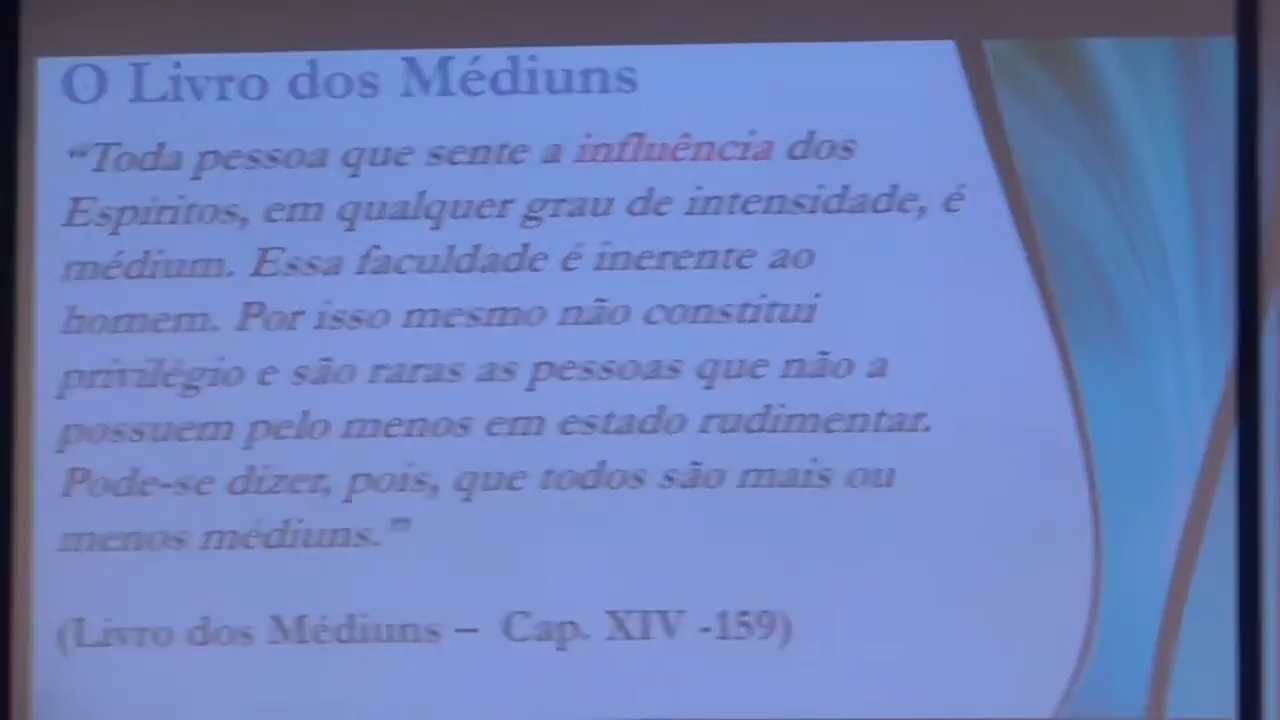 O Livro dos Médiuns
“Toda pessoa que sente a influência dos
Espíritos, em qualquer grau de intensidade, é
médium. Essa faculdade é inerente ao
homem. Por isso mesmo não constitui
privilégio e são raras as pessoas que não a
possuem pelo menos em estado rudimentar.
Pode-se dizer, pois, que todos são mais ou
menos médiuns.”
(Livro dos Médiuns – Cap. XIV -159)